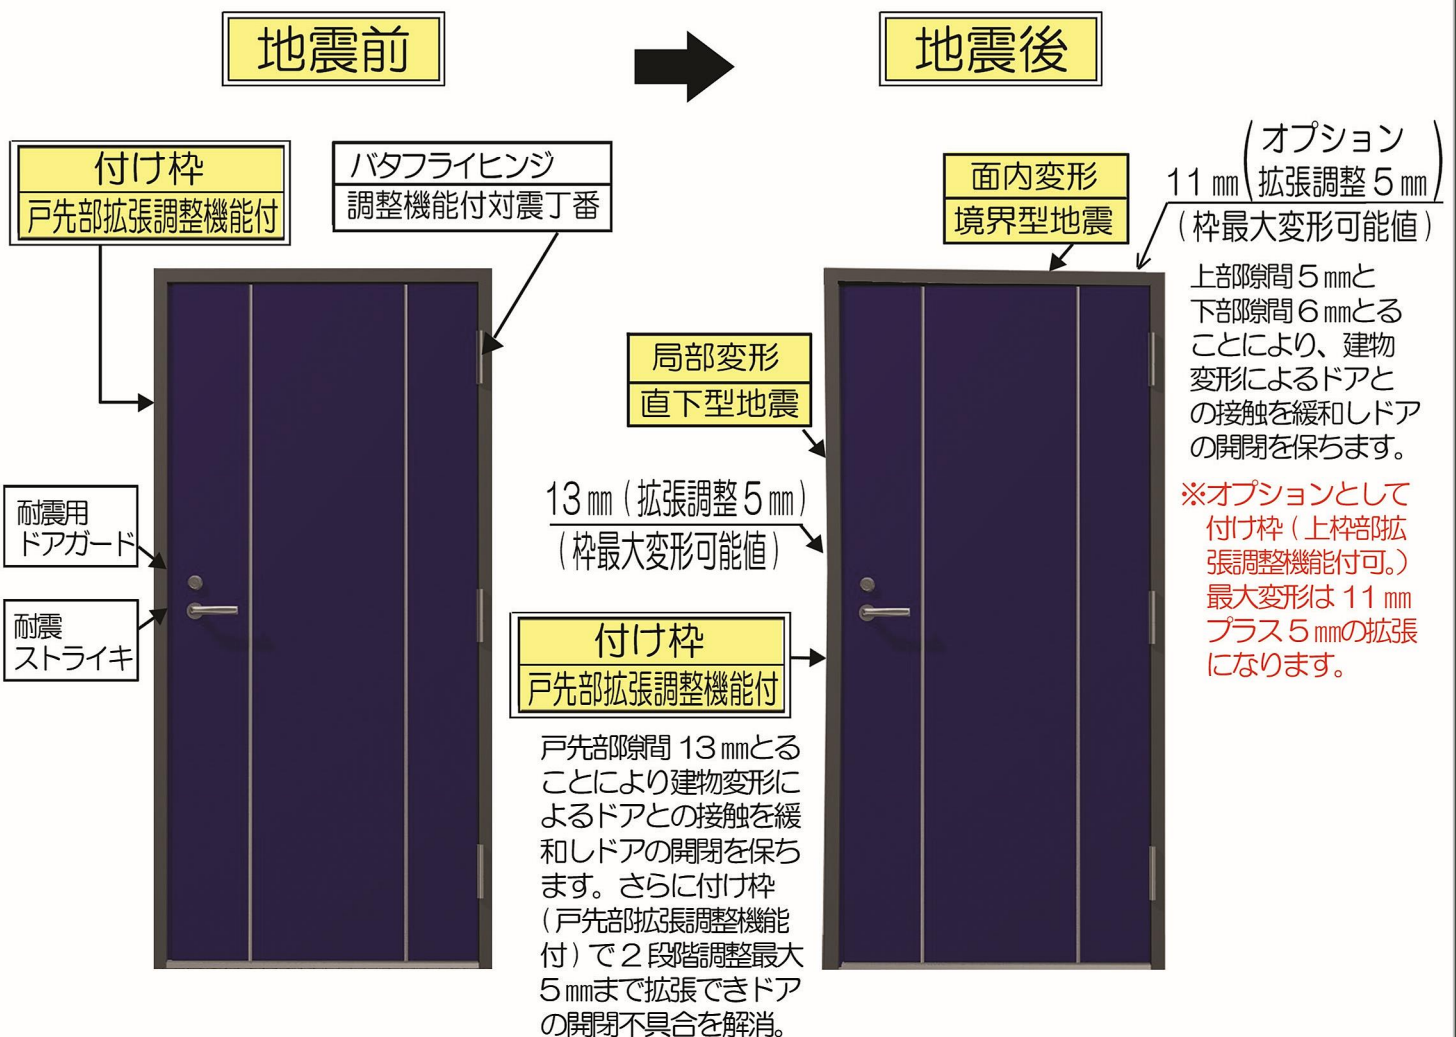 地震前
地震後
付け枠
戸先部拡張調整機能付
バタフライヒンジ
調整機能付対震丁番
耐震用
ドアガード
耐震
ストライキ
面内変形
境界型地震
11㎜(オプション
拡張調整5㎜)
(枠最大変形可能値)
上部隙間5㎜と
下部隙間6㎜とる
ことにより、建物
変形によるドアと
の接触を緩和しドア
の開閉を保ちます。
※オプションとして
付け枠(上枠部拡
張調整機能付可。)
最大変形は11㎜
プラス5㎜の拡張
になります。
局部変形
直下型地震
13㎜(拡張調整5㎜)
(枠最大変形可能値)
付け枠
戸先部拡張調整機能付
戸先部隙間13㎜とる
ことにより建物変形に
よるドアとの接触を緩
和しドアの開閉を保ち
ます。さらに付け枠
(戸先部拡張調整機能
付)で2段階調整最大
5㎜まで拡張できドア
の開閉不具合を解消。